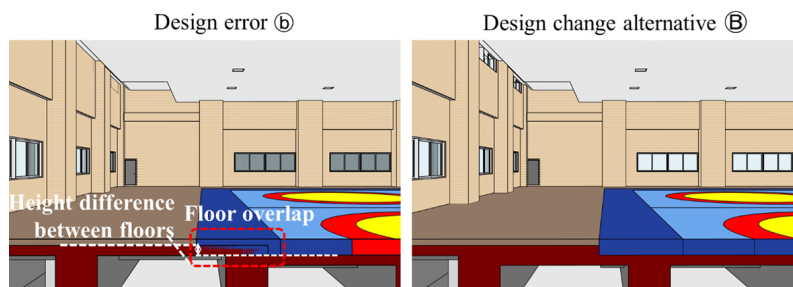 Design error ⓑ
Design change alternative Ⓑ
Height difference
between floors
Floor overlap